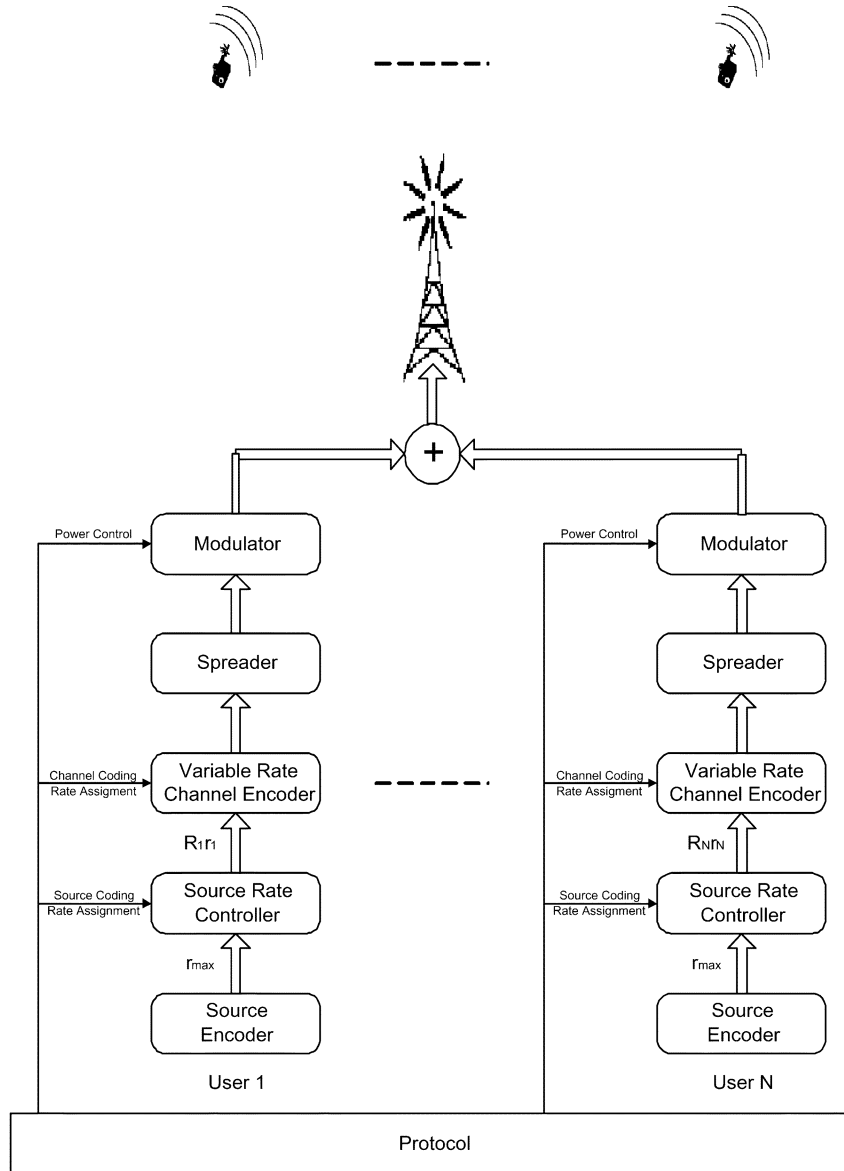 +
Power Control
Modulator
Power Control
Modulator
Spreader
Spreader
Channel Coding
Rate Assigment
Variable Rate
Channel Encoder
Channel Coding
Rate Assigment
Variable Rate
Channel Encoder
R1r1
RNrN
Source Coding
Rate Assignment
Source Rate
Controller
Source Coding
Rate Assignment
Source Rate
Controller
rmax
rmax
Source
Encoder
Source
Encoder
User 1
User N
Protocol